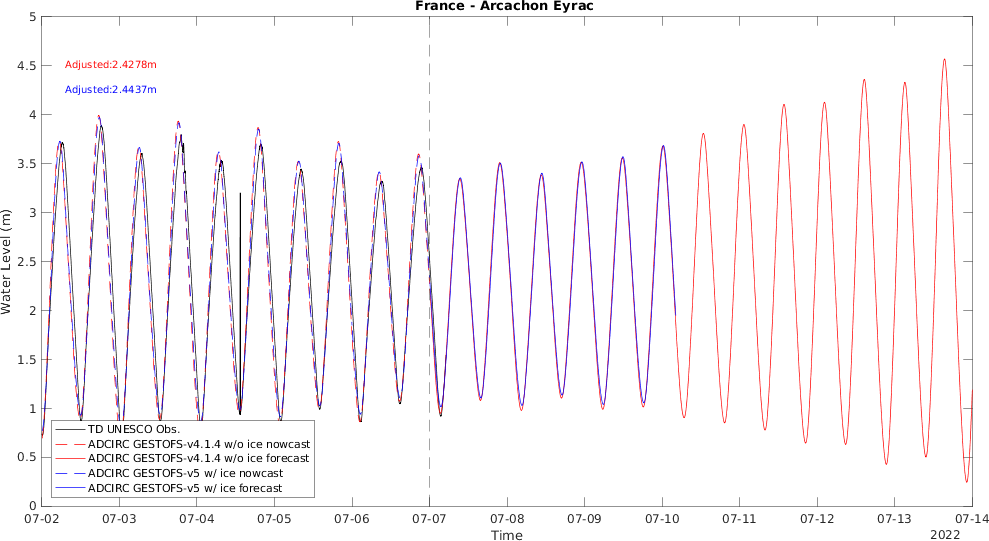 France - Arcachon Eyrac
5
4.5
4
3.5
3
2.5
2
1.5
1
0.5
0
Water Level (m)
Adjusted:2.4278m
Adjusted:2.4437m
TD UNESCO Obs.
ADCIRC GESTOFS-v4.1.4 w/o ice nowcast
ADCIRC GESTOFS-v4.1.4 w/o ice forecast
ADCIRC GESTOFS-v5 w/ ice nowcast
ADCIRC GESTOFS-v5 w/ ice forecast
07-02 07-03 07-04 07-05 07-06 07-07 07-08 07-09 07-10 07-11 07-12 07-13 07-14
Time
2022